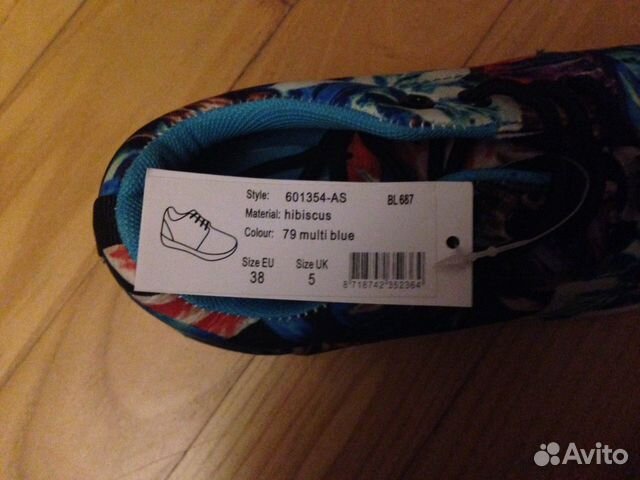 Style: 601354-AS BL 687
Material: hibiscus
Colour: 79 multi blue
Size EU Size UK
38 5
8 718742 352364
Avito